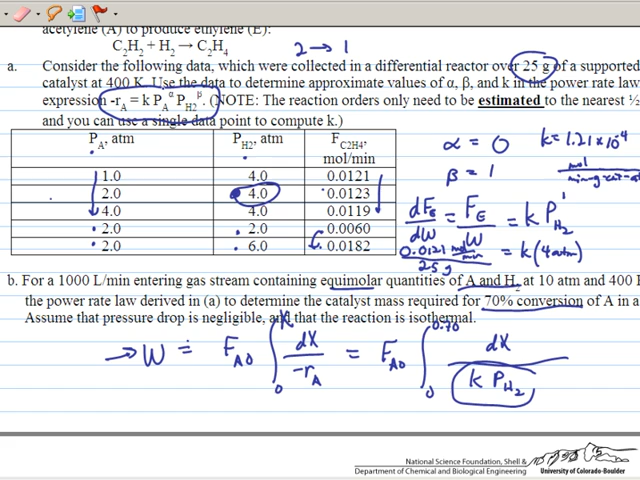 acetylene (A) to produce ethylene (E):
C2H2 + H2 → C2H4
2 → 1
a. Consider the following data, which were collected in a differential reactor over 25 g of a supported
catalyst at 400 K. Use the data to determine approximate values of α, β, and k in the power rate law
expression -rA = k PA^α PH2^β. (NOTE: The reaction orders only need to be estimated to the nearest ½
and you can use a single data point to compute k.)
PA, atm PH2, atm FC2H4, mol/min
1.0 4.0 0.0121
2.0 4.0 0.0123
4.0 4.0 0.0119
2.0 2.0 0.0060
2.0 6.0 0.0182
α = 0 k = 1.21 x 10^-4
β = 1 mol
dFE/dW = FE/W = k PH2^1
0.0121 mol/min / 25 g = k (4 atm)
b. For a 1000 L/min entering gas stream containing equimolar quantities of A and H2 at 10 atm and 400
the power rate law derived in (a) to determine the catalyst mass required for 70% conversion of A in a
Assume that pressure drop is negligible, and that the reaction is isothermal.
→ W = FA0 ∫0^X dX/-rA = FA0 ∫0^0.70 dX/k PH2
National Science Foundation, Shell &
Department of Chemical and Biological Engineering
University of Colorado-Boulder